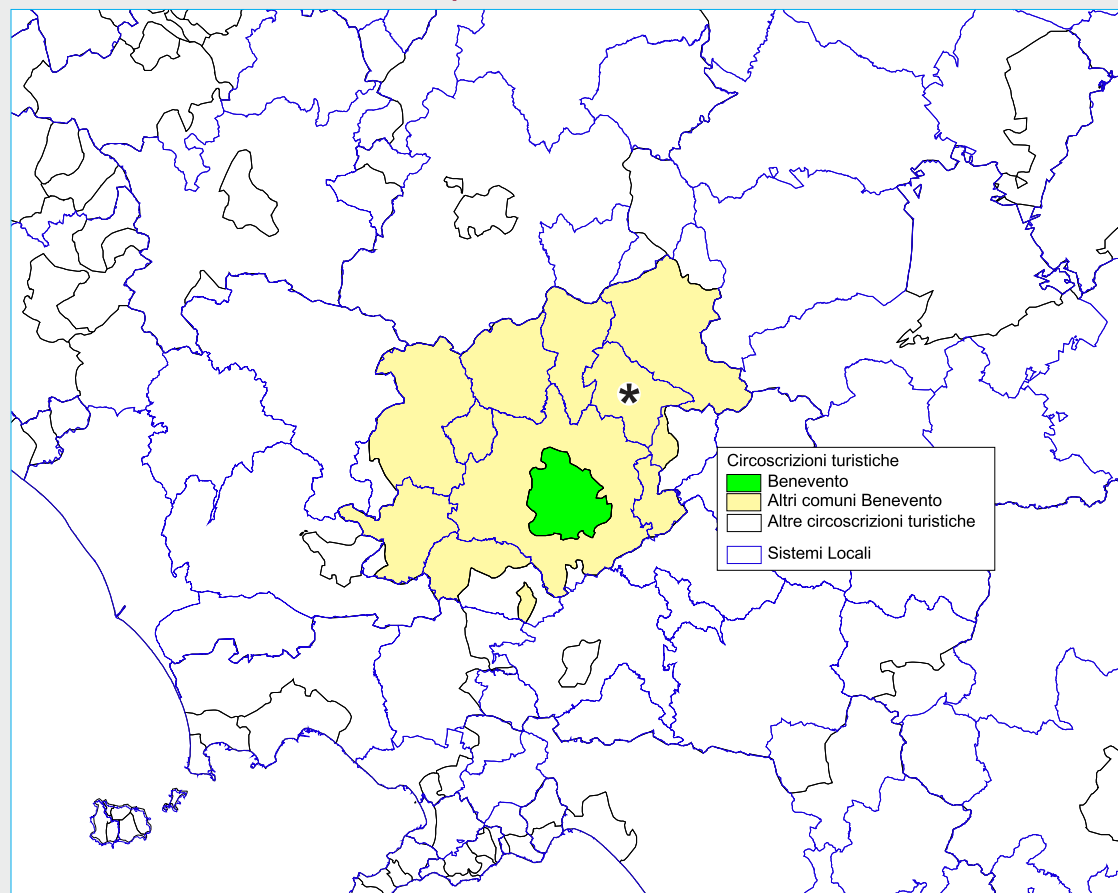 *
Circoscrizioni turistiche
Benevento
Altri comuni Benevento
Altre circoscrizioni turistiche
Sistemi Locali